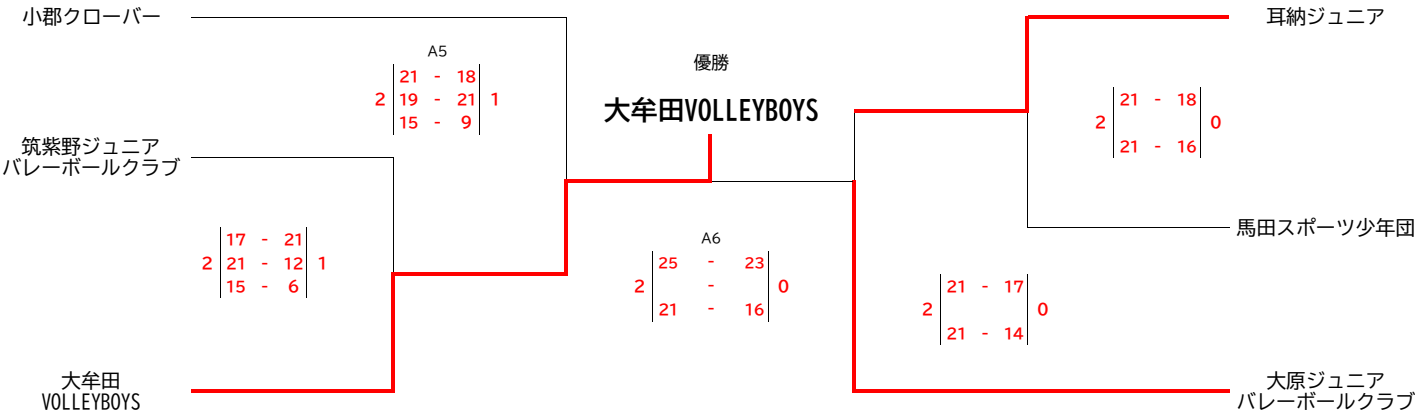 小郡クローバー
耳納ジュニア
A5
21 - 18
2 19 - 21 1
15 - 9
優勝
大牟田VOLLEYBOYS
21 - 18
2 0
21 - 16
筑紫野ジュニア
バレーボールクラブ
17 - 21
2 21 - 12 1
15 - 6
A6
25 - 23
2 - 0
21 - 16
馬田スポーツ少年団
21 - 17
2 0
21 - 14
大牟田
VOLLEYBOYS
大原ジュニア
バレーボールクラブ